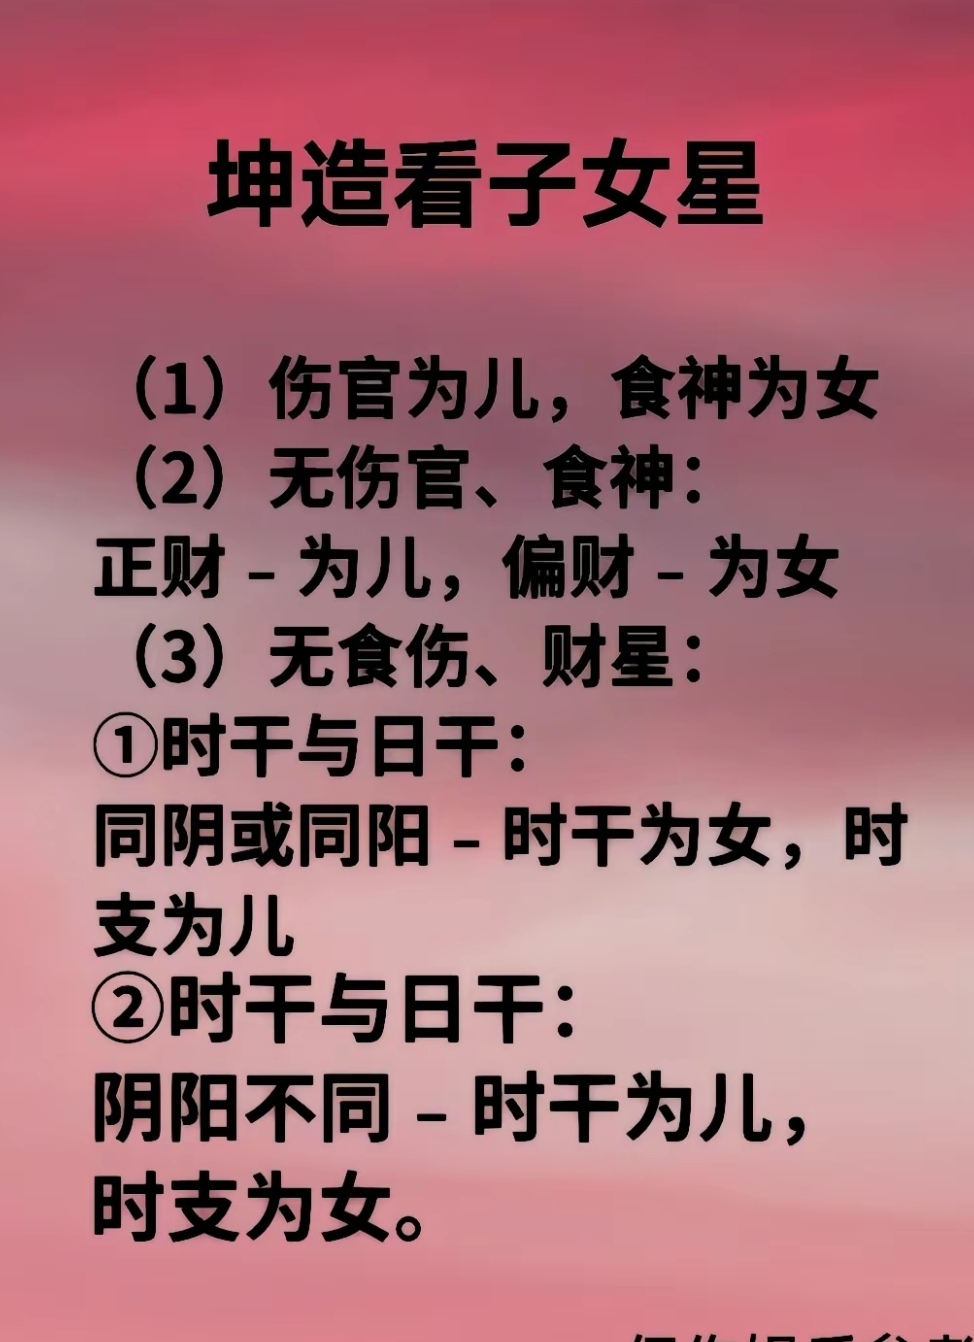 坤造看子女星
（1）伤官为儿，食神为女
（2）无伤官、食神：
正财－为儿，偏财－为女
（3）无食伤、财星：
①时干与日干：
同阴或同阳－时干为女，时
支为儿
②时干与日干：
阴阳不同－时干为儿，
时支为女。